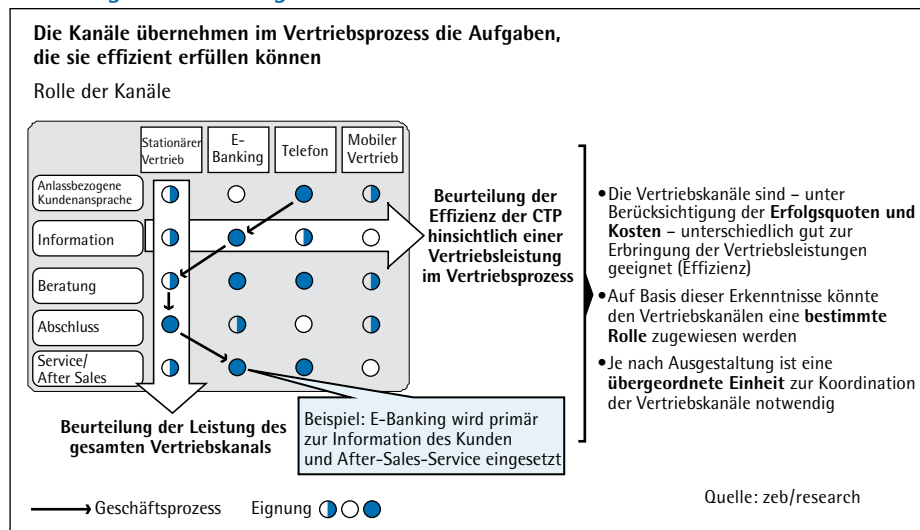 Die Kanäle übernehmen im Vertriebsprozess die Aufgaben,
die sie effizient erfüllen können
Rolle der Kanäle
Stationärer
Vertrieb
E-
Banking
Telefon
Mobiler
Vertrieb
Anlassbezogene
Kundenansprache
Information
Beratung
Abschluss
Service/
After Sales
Beurteilung der
Effizienz der CTP
hinsichtlich einer
Vertriebsleistung
im Vertriebsprozess
Beurteilung der Leistung des
gesamten Vertriebskanals
Beispiel: E-Banking wird primär
zur Information des Kunden
und After-Sales-Service eingesetzt
•Die Vertriebskanäle sind – unter
Berücksichtigung der Erfolgsquoten und
Kosten – unterschiedlich gut zur
Erbringung der Vertriebsleistungen
geeignet (Effizienz)
•Auf Basis dieser Erkenntnisse könnte
den Vertriebskanälen eine bestimmte
Rolle zugewiesen werden
•Je nach Ausgestaltung ist eine
übergeordnete Einheit zur Koordination
der Vertriebskanäle notwendig
Geschäftsprozess
Eignung
Quelle: zeb/research